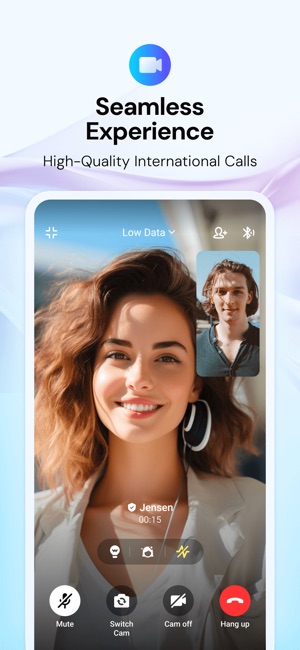 Seamless
Experience
High-Quality International Calls
Low Data
Jensen
00:15
Mute
Switch
Cam
Cam off
Hang up